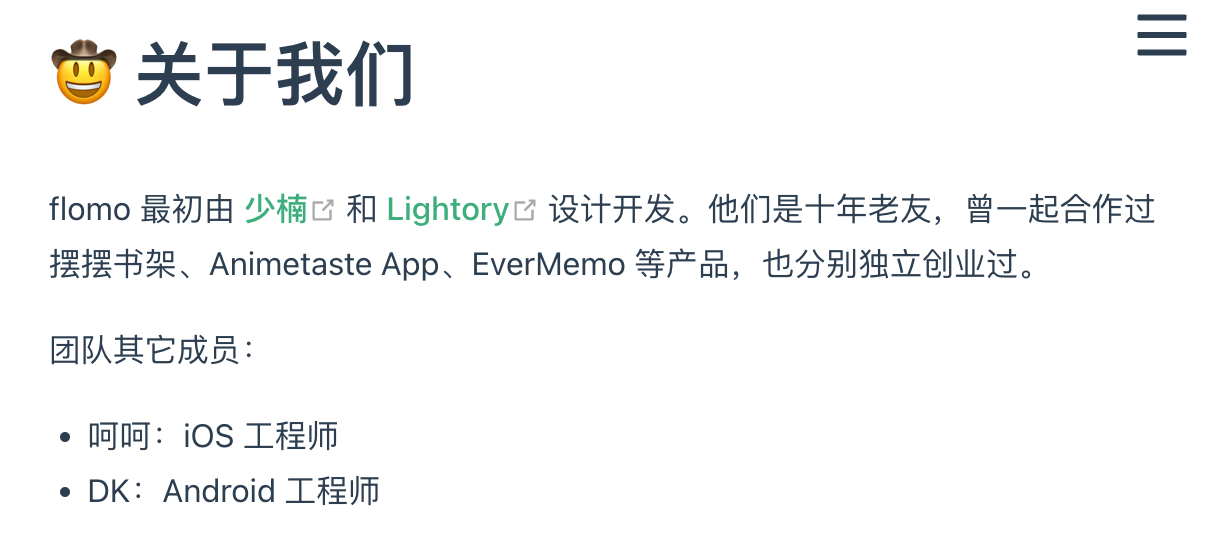 🤠 关于我们
flomo 最初由 少楠 和 Lightory 设计开发。他们是十年老友，曾一起合作过
摆摆书架、Animetaste App、EverMemo 等产品，也分别独立创业过。
团队其它成员：
• 呵呵：iOS 工程师
• DK：Android 工程师